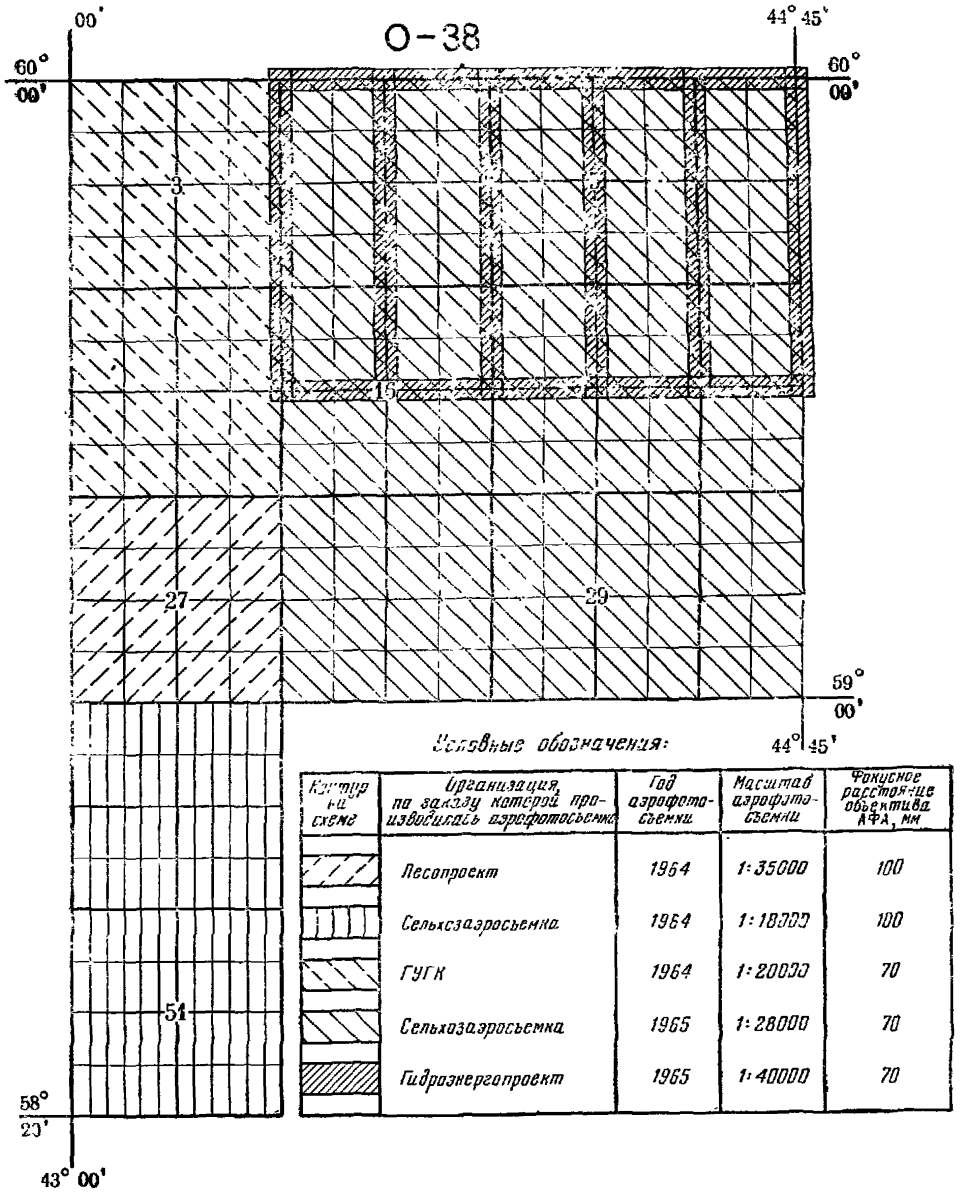 00'
44° 45'
O-38
60°
00'
60°
00'
3
15
27
29
59°
00'
44° 45'
обозначения:
на схеме
Организация, по заказу которой производилась аэрофотосъемка
Год аэрофотосъемки
Масштаб аэрофотосъемки
Фокусное расстояние объектива АФА, мм
Лесопроект 1964 1:35000 100
Сельхозаэросъемка 1964 1:18000 100
ГУГК 1964 1:20000 70
Сельхозаэросъемка 1965 1:28000 70
Гидроэнергопроект 1965 1:40000 70
51
58°
20'
43° 00'